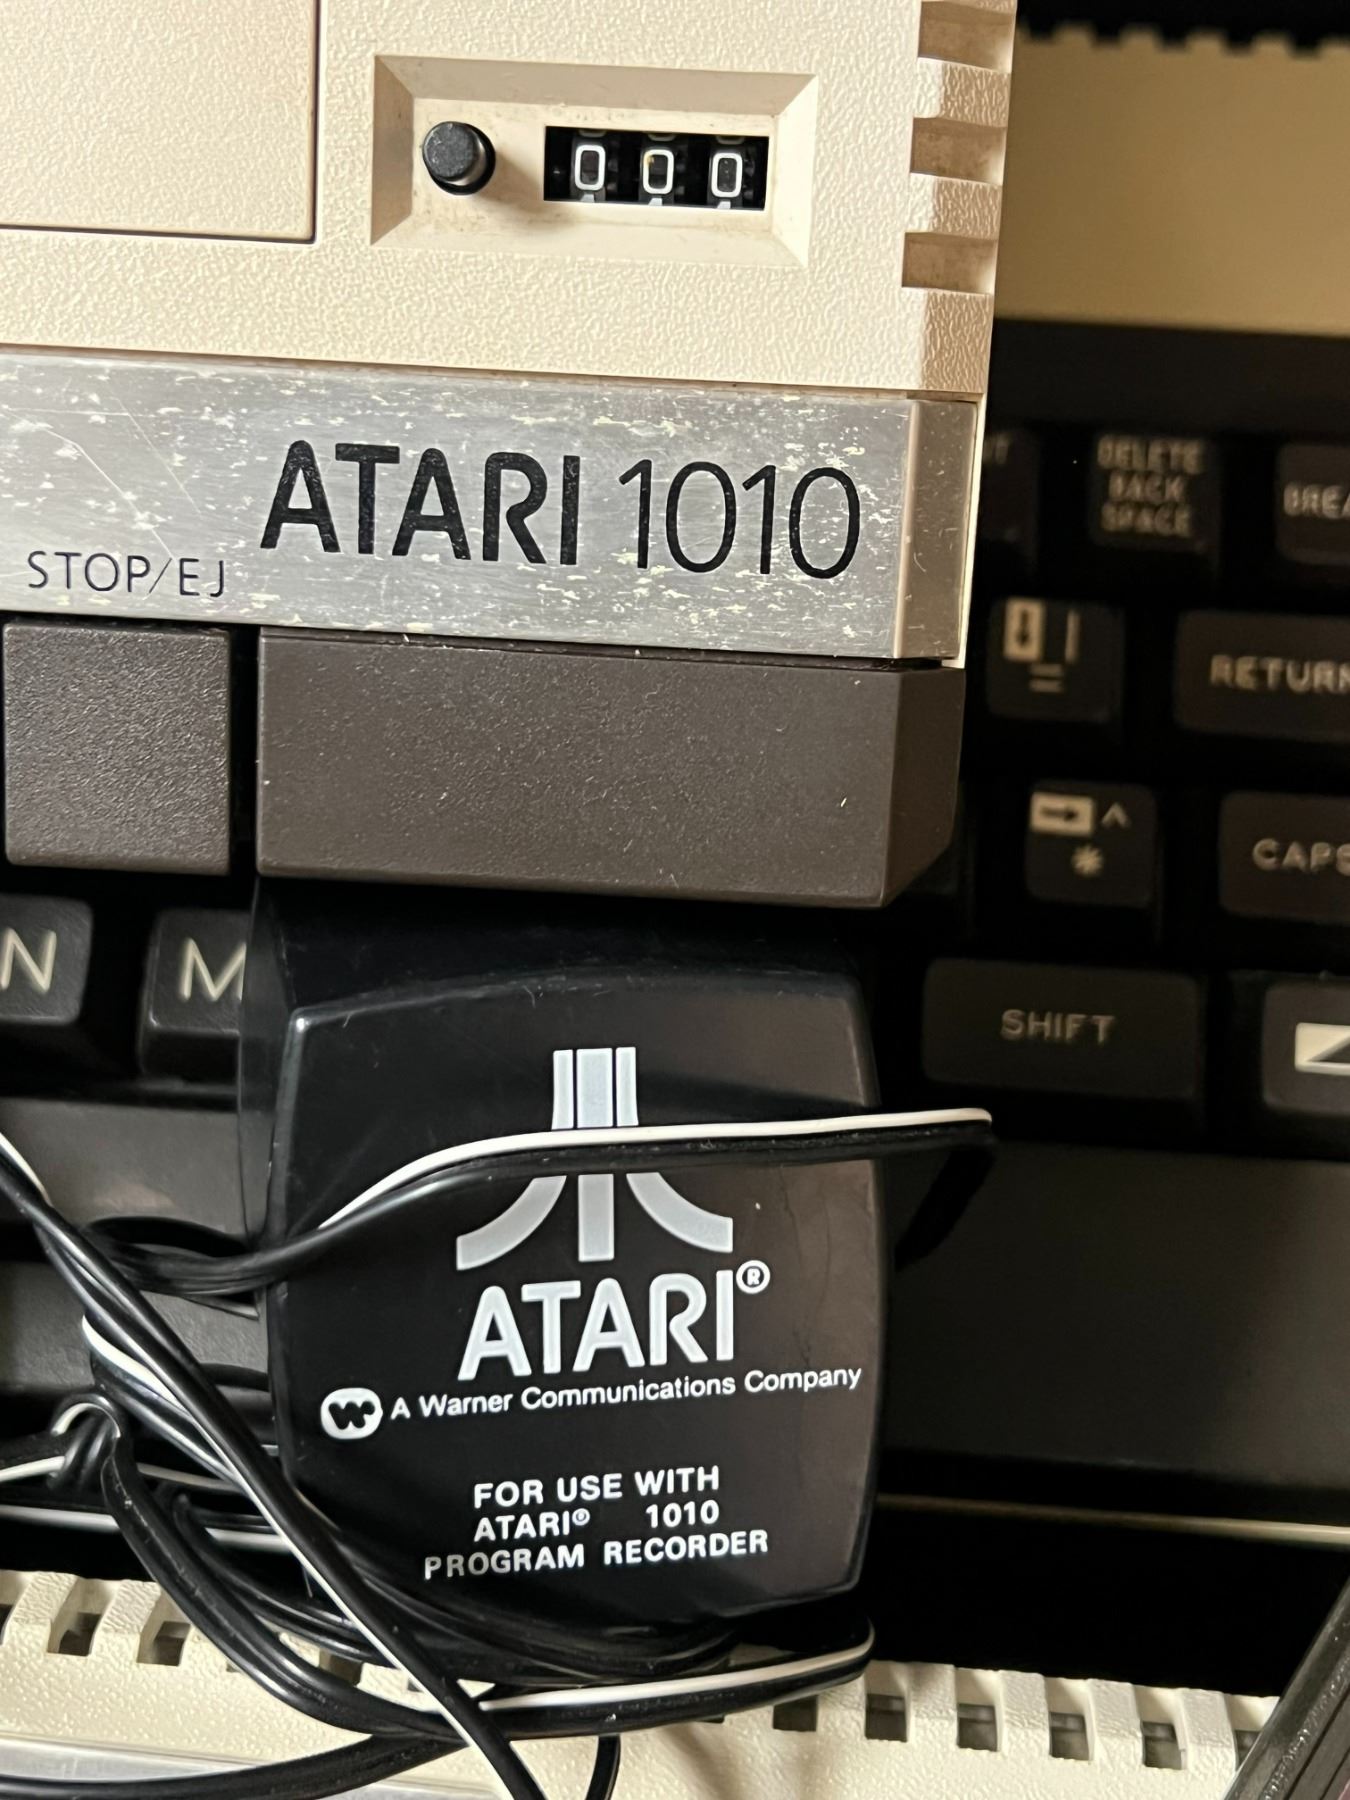 000
ATARI 1010
STOP/EJ
DELETE
BACK
SPACE
RETURN
CAPS
N
M
SHIFT
ATARI®
W A Warner Communications Company
FOR USE WITH
ATARI® 1010
PROGRAM RECORDER